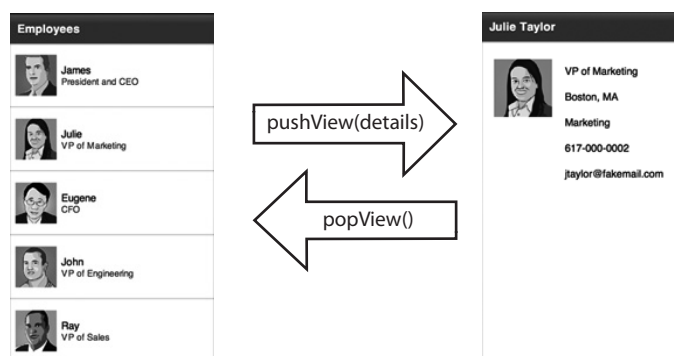 Employees
James
President and CEO
Julie
VP of Marketing
Eugene
CFO
John
VP of Engineering
Ray
VP of Sales
pushView(details)
popView()
Julie Taylor
VP of Marketing
Boston, MA
Marketing
617-000-0002
jtaylor@fakemail.com